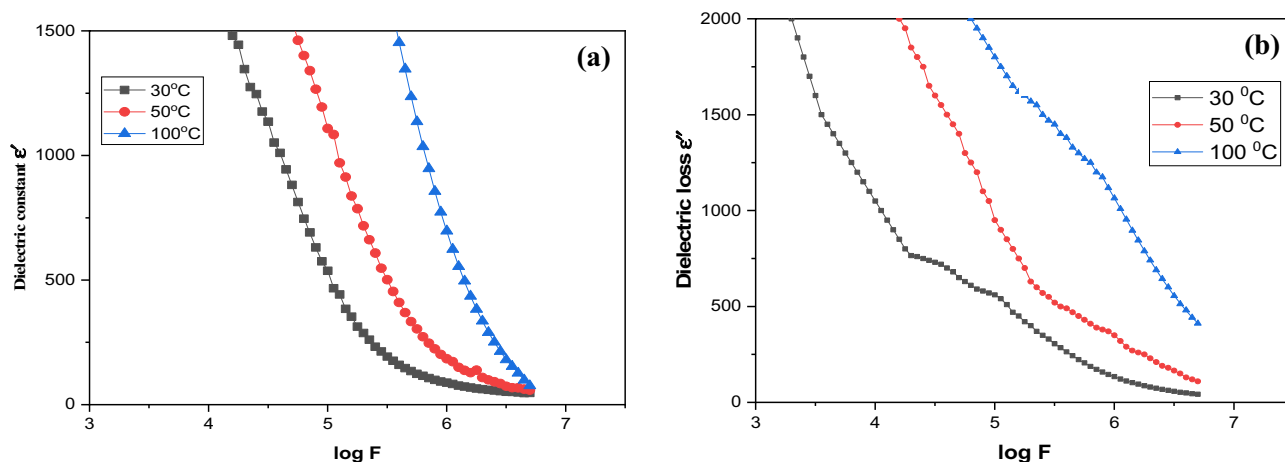 (a)
1500
1000
500
0
Dielectric constant ε′
30°C
50°C
100°C
3
4
5
6
7
log F
(b)
2000
1500
1000
500
0
Dielectric loss ε″
30 ⁰C
50 ⁰C
100 ⁰C
3
4
5
6
7
log F